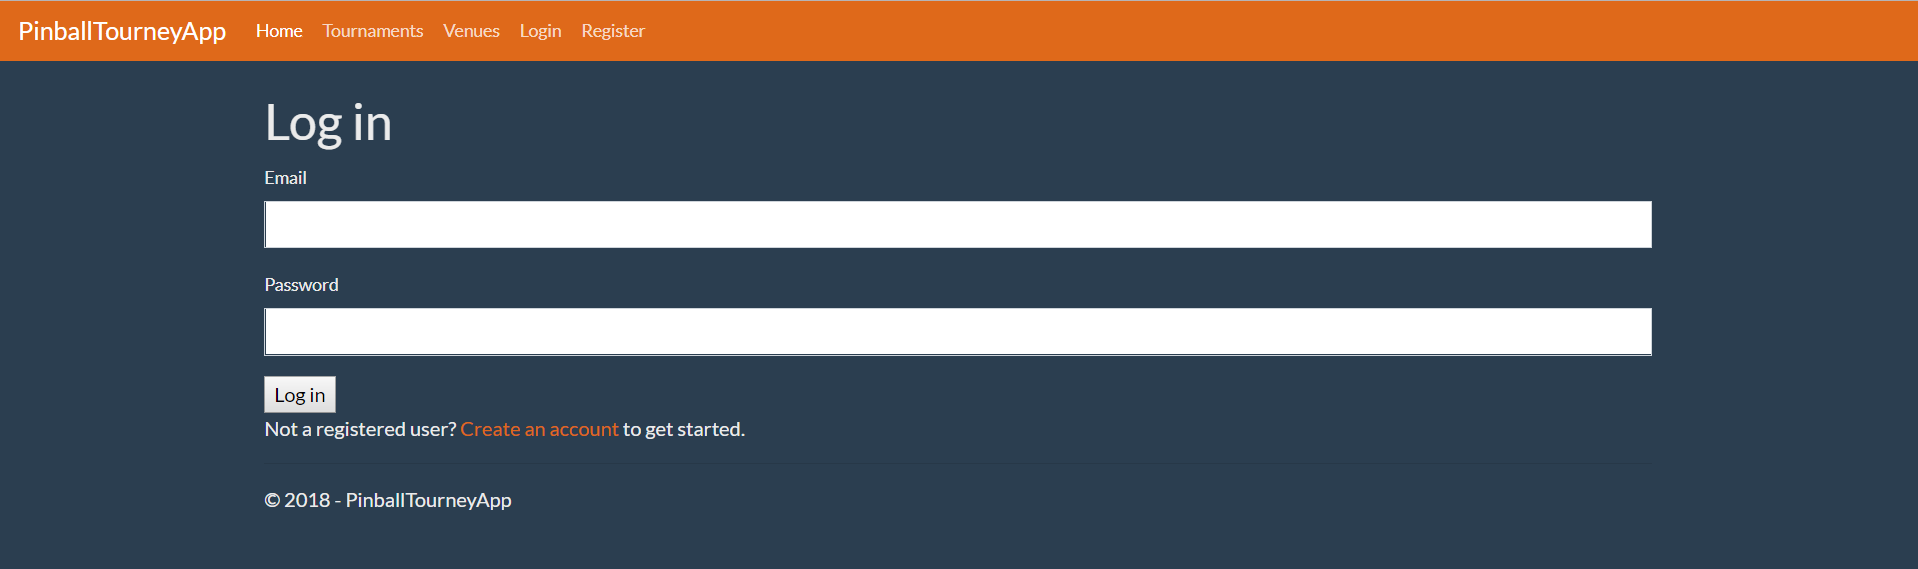 PinballTourneyApp Home Tournaments Venues Login Register
Log in
Email
Password
Log in
Not a registered user? Create an account to get started.
© 2018 - PinballTourneyApp